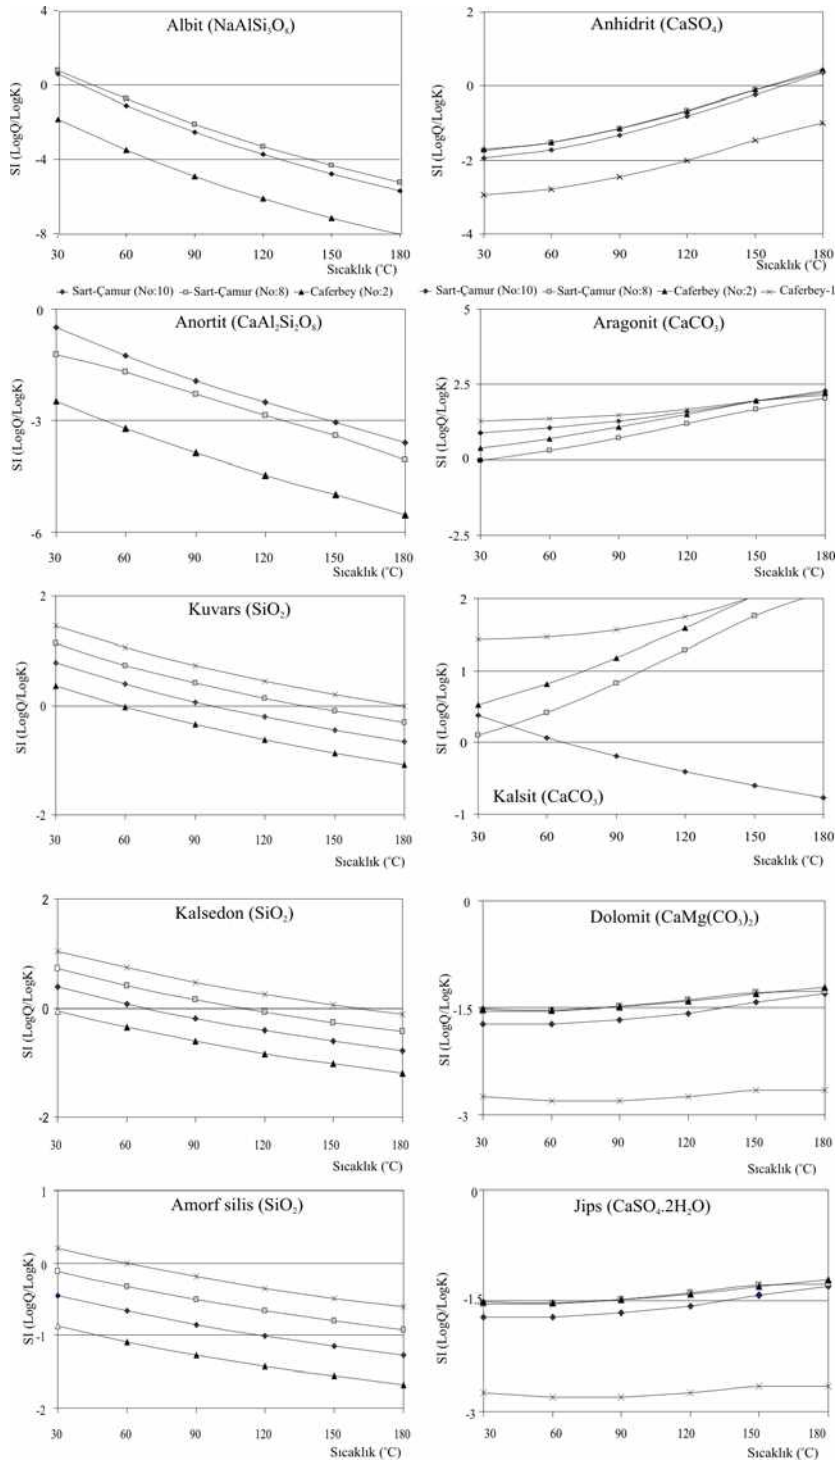 Albit (NaAlSi₃O₈)
SI (LogQ/LogK)
4
0
-4
-8
30 60 90 120 150 180
Sıcaklık (°C)
Anhidrit (CaSO₄)
SI (LogQ/LogK)
2
0
-2
-4
30 60 90 120 150 180
Sıcaklık (°C)
Sart-Çamur (No:10) Sart-Çamur (No:8) Caferbey (No:2)
Sart-Çamur (No:10) Sart-Çamur (No:8) Caferbey (No:2) Caferbey-1
Anortit (CaAl₂Si₂O₈)
SI (LogQ/LogK)
0
-3
-6
30 60 90 120 150 180
Sıcaklık (°C)
Aragonit (CaCO₃)
SI (LogQ/LogK)
5
2.5
0
-2.5
30 60 90 120 150 180
Sıcaklık (°C)
Kuvars (SiO₂)
SI (LogQ/LogK)
2
0
-2
30 60 90 120 150 180
Sıcaklık (°C)
Kalsit (CaCO₃)
SI (LogQ/LogK)
2
1
0
-1
30 60 90 120 150 180
Sıcaklık (°C)
Kalsedon (SiO₂)
SI (LogQ/LogK)
2
0
-2
30 60 90 120 150 180
Sıcaklık (°C)
Dolomit (CaMg(CO₃)₂)
SI (LogQ/LogK)
0
-1.5
-3
30 60 90 120 150 180
Sıcaklık (°C)
Amorf silis (SiO₂)
SI (LogQ/LogK)
1
0
-1
-2
30 60 90 120 150 180
Sıcaklık (°C)
Jips (CaSO₄.2H₂O)
SI (LogQ/LogK)
0
-1.5
-3
30 60 90 120 150 180
Sıcaklık (°C)